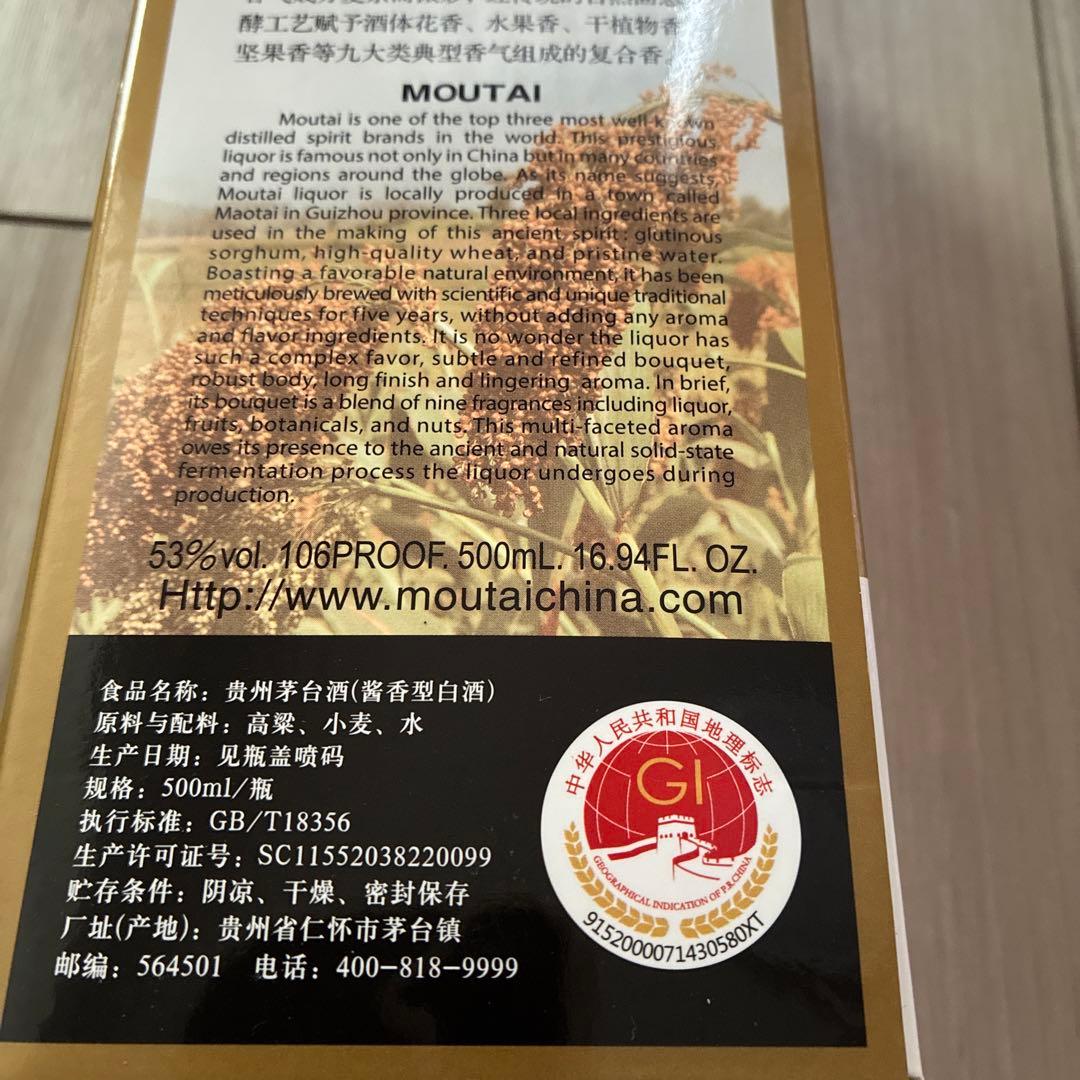 酵工艺赋予酒体花香、水果香、干植物香
坚果香等九大类典型香气组成的复合香。
MOUTAI
Moutai is one of the top three most well-known
distilled spirit brands in the world. This prestigious
liquor is famous not only in China but in many countries
and regions around the globe. As its name suggests,
Moutai liquor is locally produced in a town called
Maotai in Guizhou province. Three local ingredients are
used in the making of this ancient spirit: glutinous
sorghum, high-quality wheat, and pristine water.
Boasting a favorable natural environment, it has been
meticulously brewed with scientific and unique traditional
techniques for five years, without adding any aroma
and flavor ingredients. It is no wonder the liquor has
such a complex favor, subtle and refined bouquet,
robust body, long finish and lingering aroma. In brief,
its bouquet is a blend of nine fragrances including liquor,
fruits, botanicals, and nuts. This multi-faceted aroma
owes its presence to the ancient and natural solid-state
fermentation process the liquor undergoes during
production.
53%vol. 106PROOF. 500mL. 16.94FL. OZ.
Http://www.moutaichina.com
食品名称：贵州茅台酒(酱香型白酒)
原料与配料：高粱、小麦、水
生产日期：见瓶盖喷码
规格：500ml/瓶
执行标准：GB/T18356
生产许可证号：SC11552038220099
贮存条件：阴凉、干燥、密封保存
厂址(产地)：贵州省仁怀市茅台镇
邮编：564501 电话：400-818-9999
中华人民共和国地理标志
GI
GEOGRAPHICAL INDICATION OF P.R.CHINA
9152000071430580XT